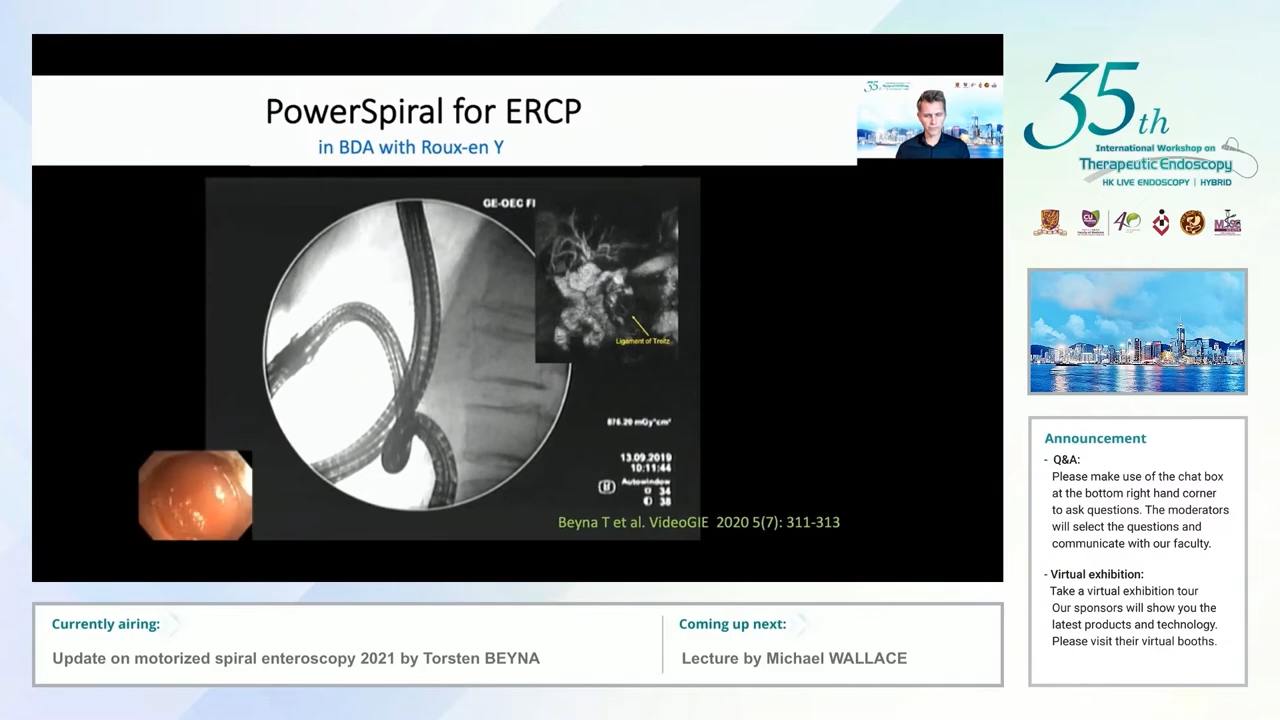 PowerSpiral for ERCP
in BDA with Roux-en Y
GE-OEC FI
Ligament of Treitz
876.20 mGy*cm²
13.09.2019
10:11:44
Autowindow
R
34
38
Beyna T et al. VideoGIE 2020 5(7): 311-313
35th
International Workshop on
Therapeutic Endoscopy
HK LIVE ENDOSCOPY | HYBRID
Announcement
- Q&A:
Please make use of the chat box
at the bottom right hand corner
to ask questions. The moderators
will select the questions and
communicate with our faculty.
- Virtual exhibition:
Take a virtual exhibition tour
Our sponsors will show you the
latest products and technology.
Please visit their virtual booths.
Currently airing:
Update on motorized spiral enteroscopy 2021 by Torsten BEYNA
Coming up next:
Lecture by Michael WALLACE